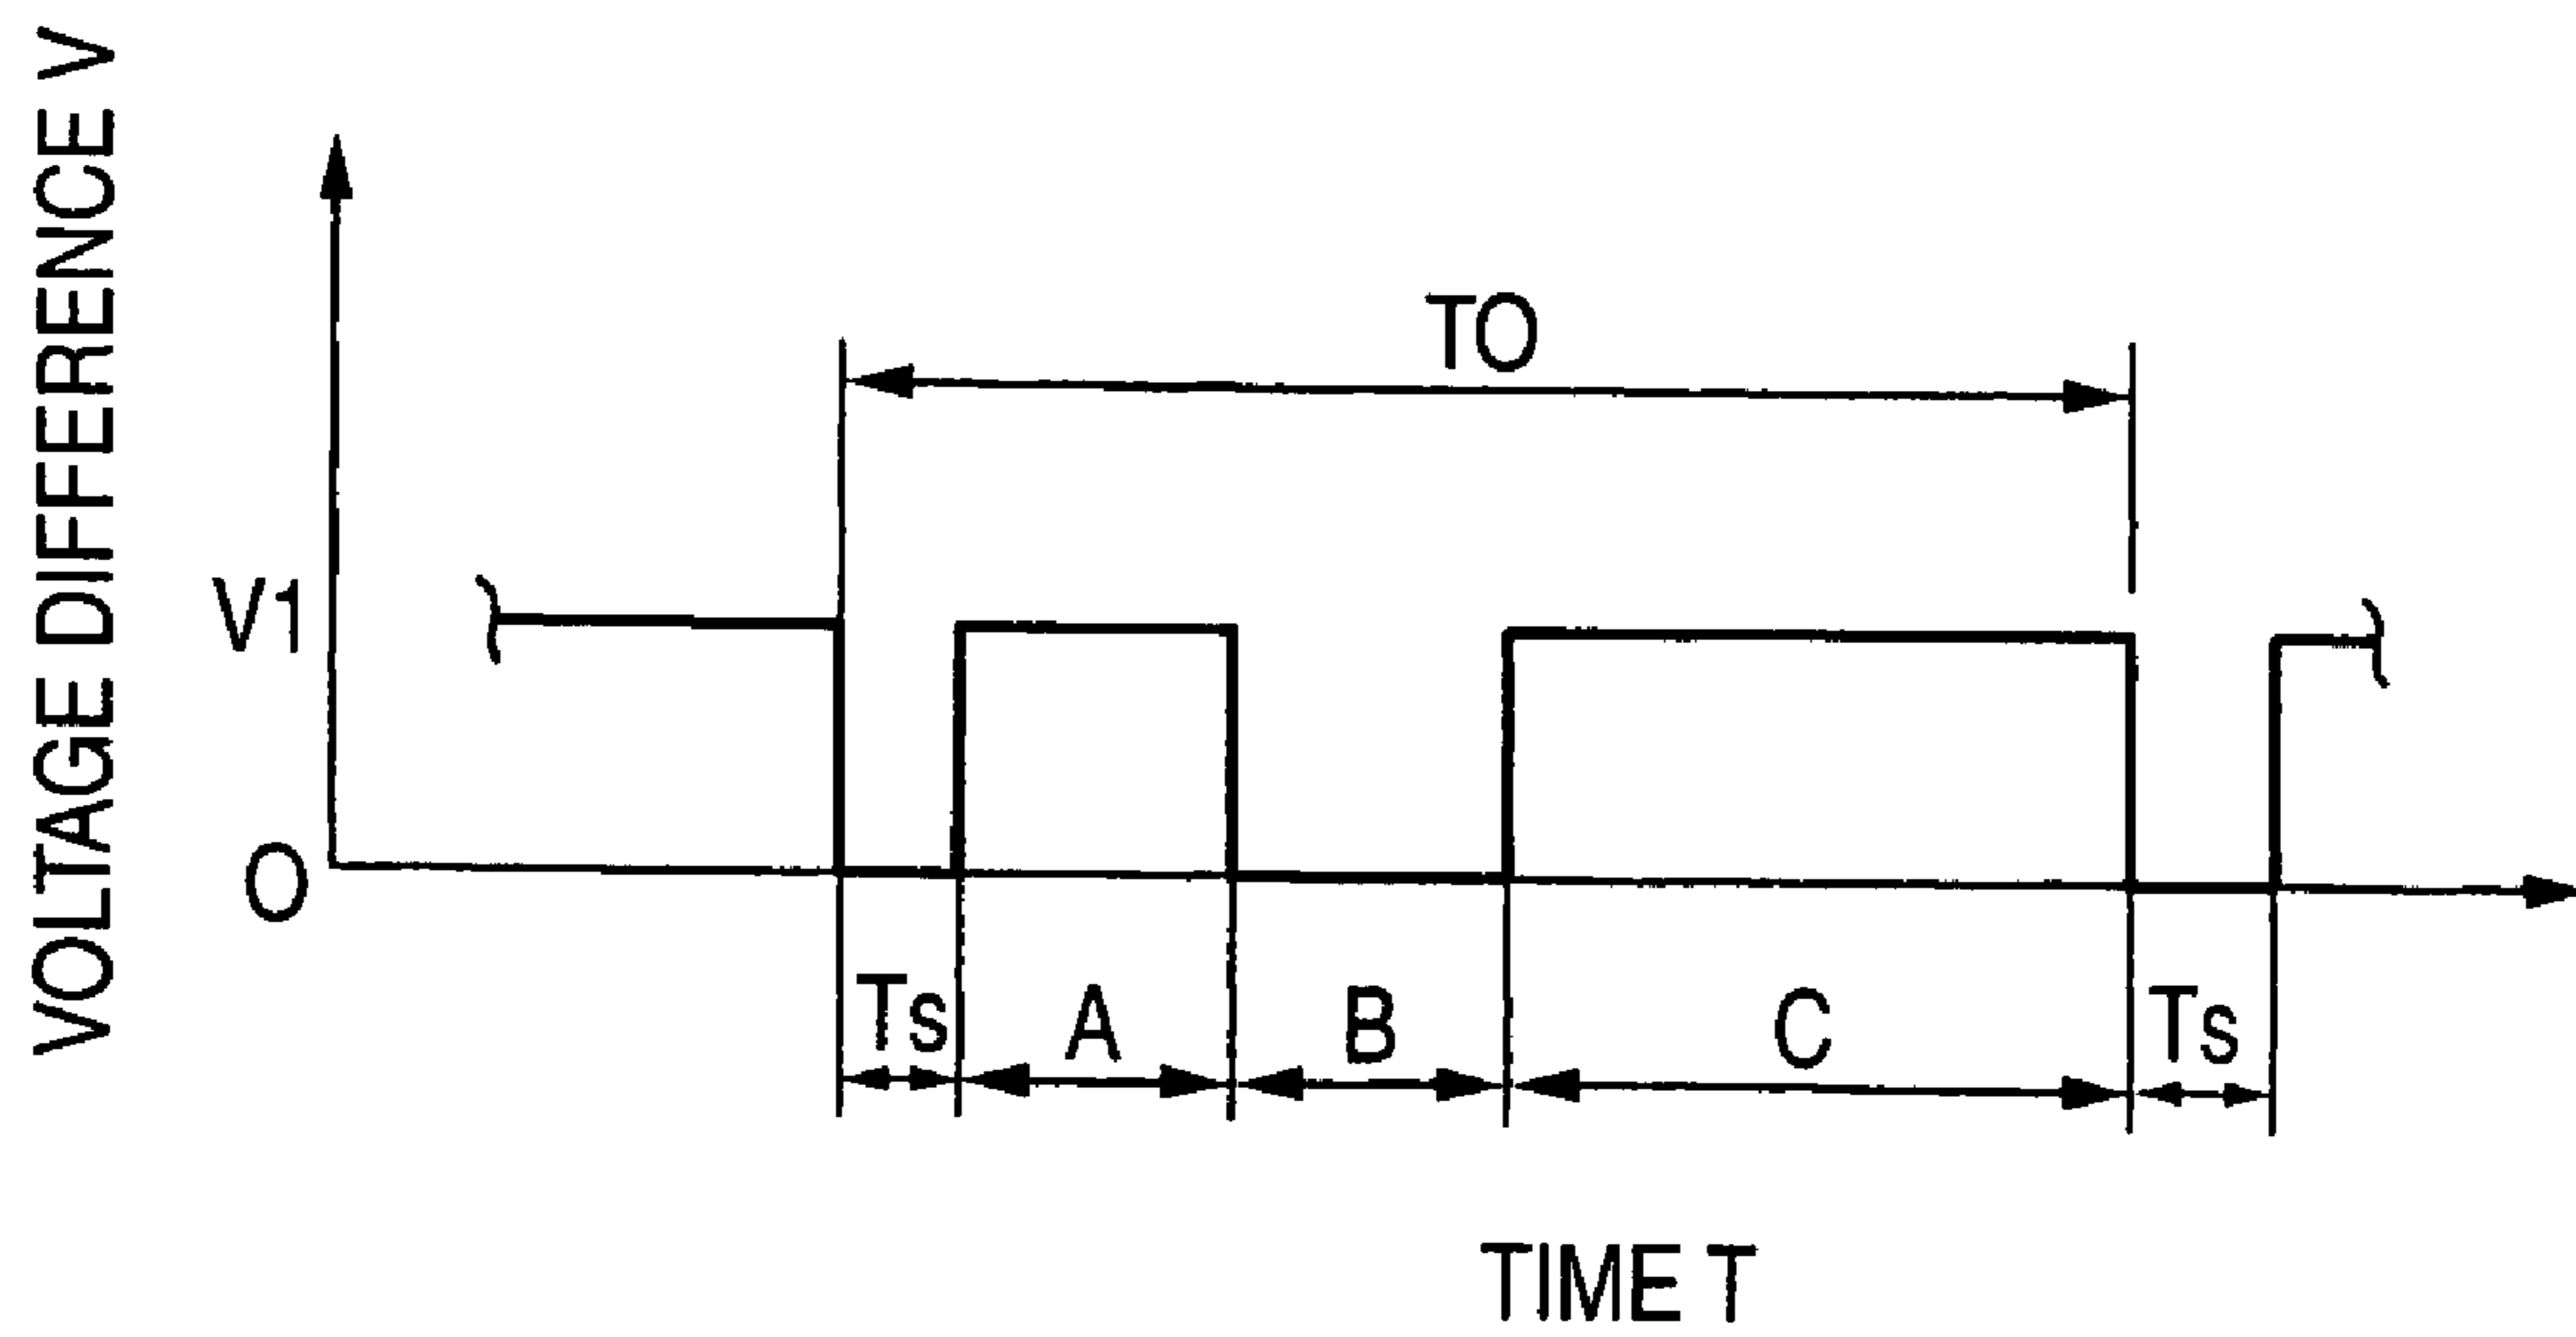 VOLTAGE DIFFERENCE V
TO
V1
O
Ts
A
B
C
Ts
TIME T